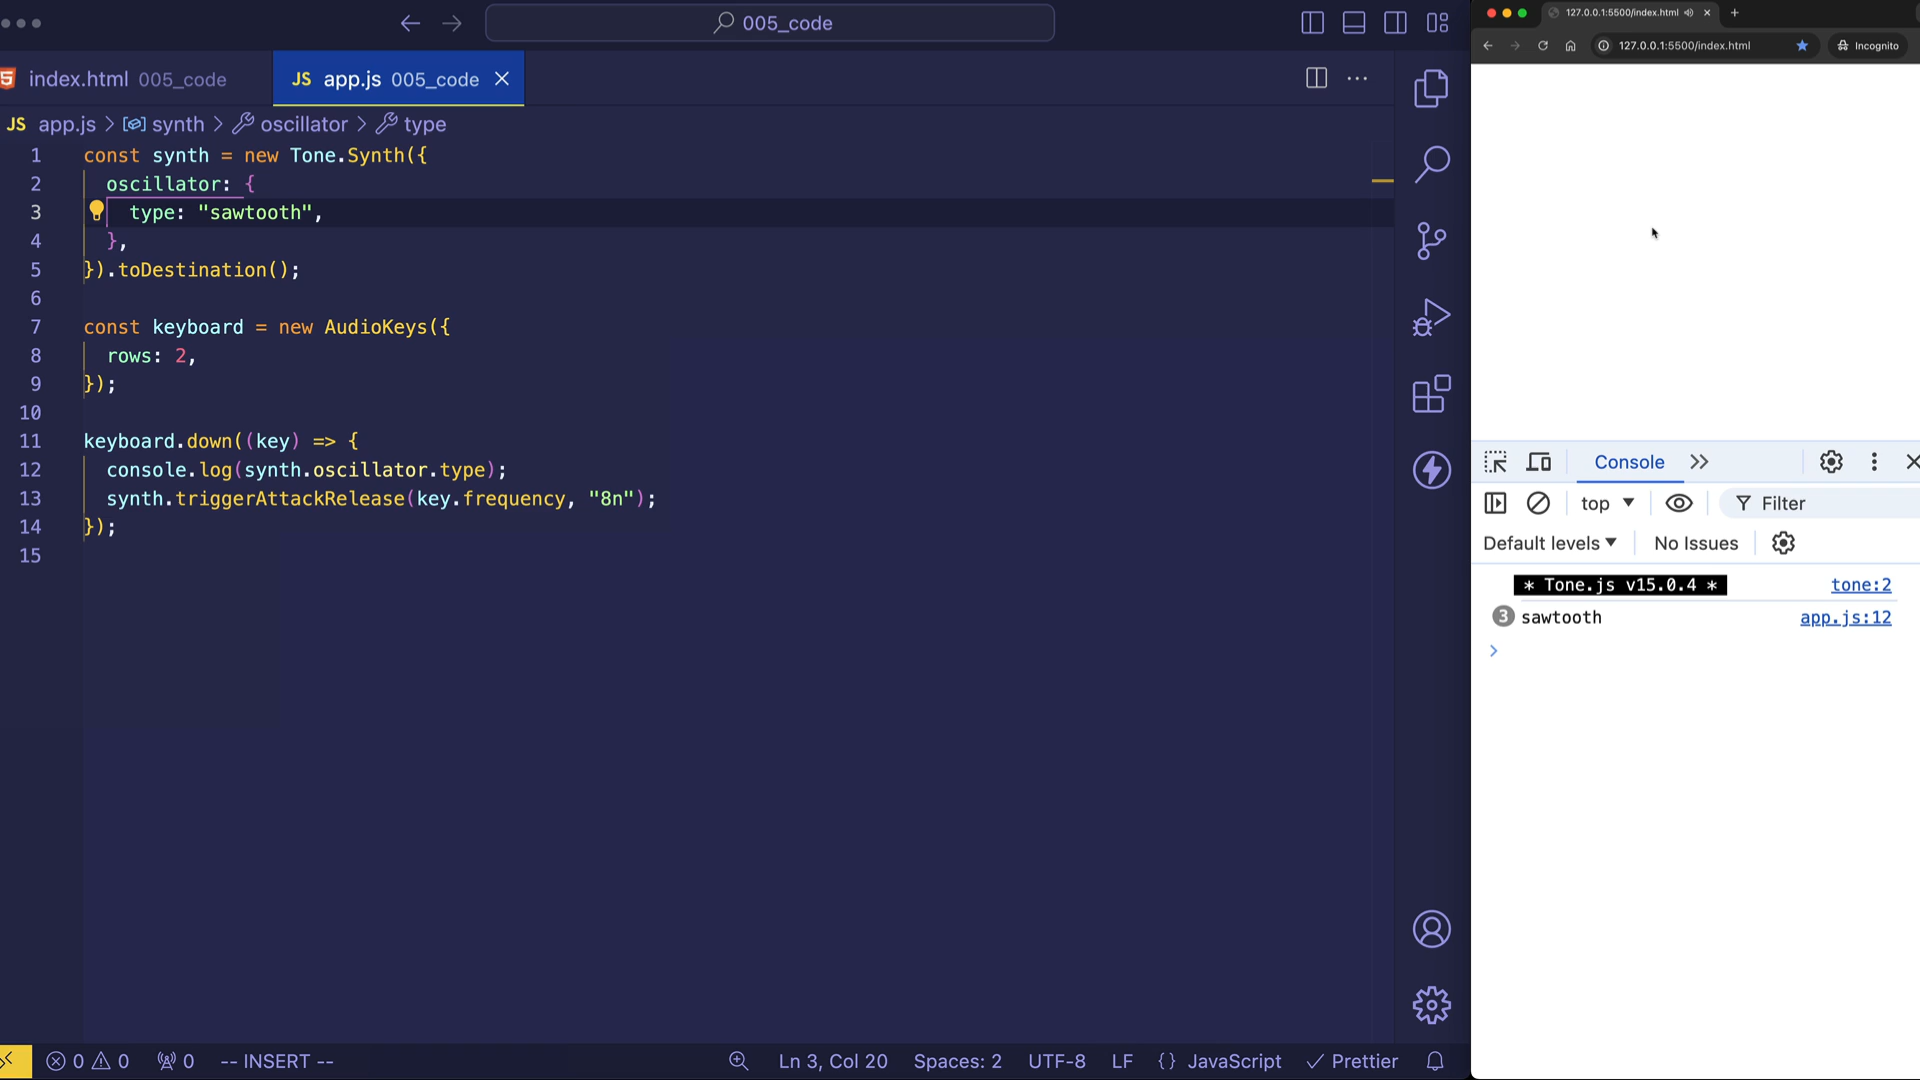 005_code
index.html 005_code
JS app.js 005_code
JS app.js > synth > oscillator > type
1 const synth = new Tone.Synth({
2 oscillator: {
3 type: "sawtooth",
4 },
5 }).toDestination();
6
7 const keyboard = new AudioKeys({
8 rows: 2,
9 });
10
11 keyboard.down((key) => {
12 console.log(synth.oscillator.type);
13 synth.triggerAttackRelease(key.frequency, "8n");
14 });
15
0 0 0 -- INSERT -- Ln 3, Col 20 Spaces: 2 UTF-8 LF {} JavaScript Prettier
127.0.0.1:5500/index.html
127.0.0.1:5500/index.html Incognito
Console
top Filter
Default levels No Issues
* Tone.js v15.0.4 * tone:2
3 sawtooth app.js:12